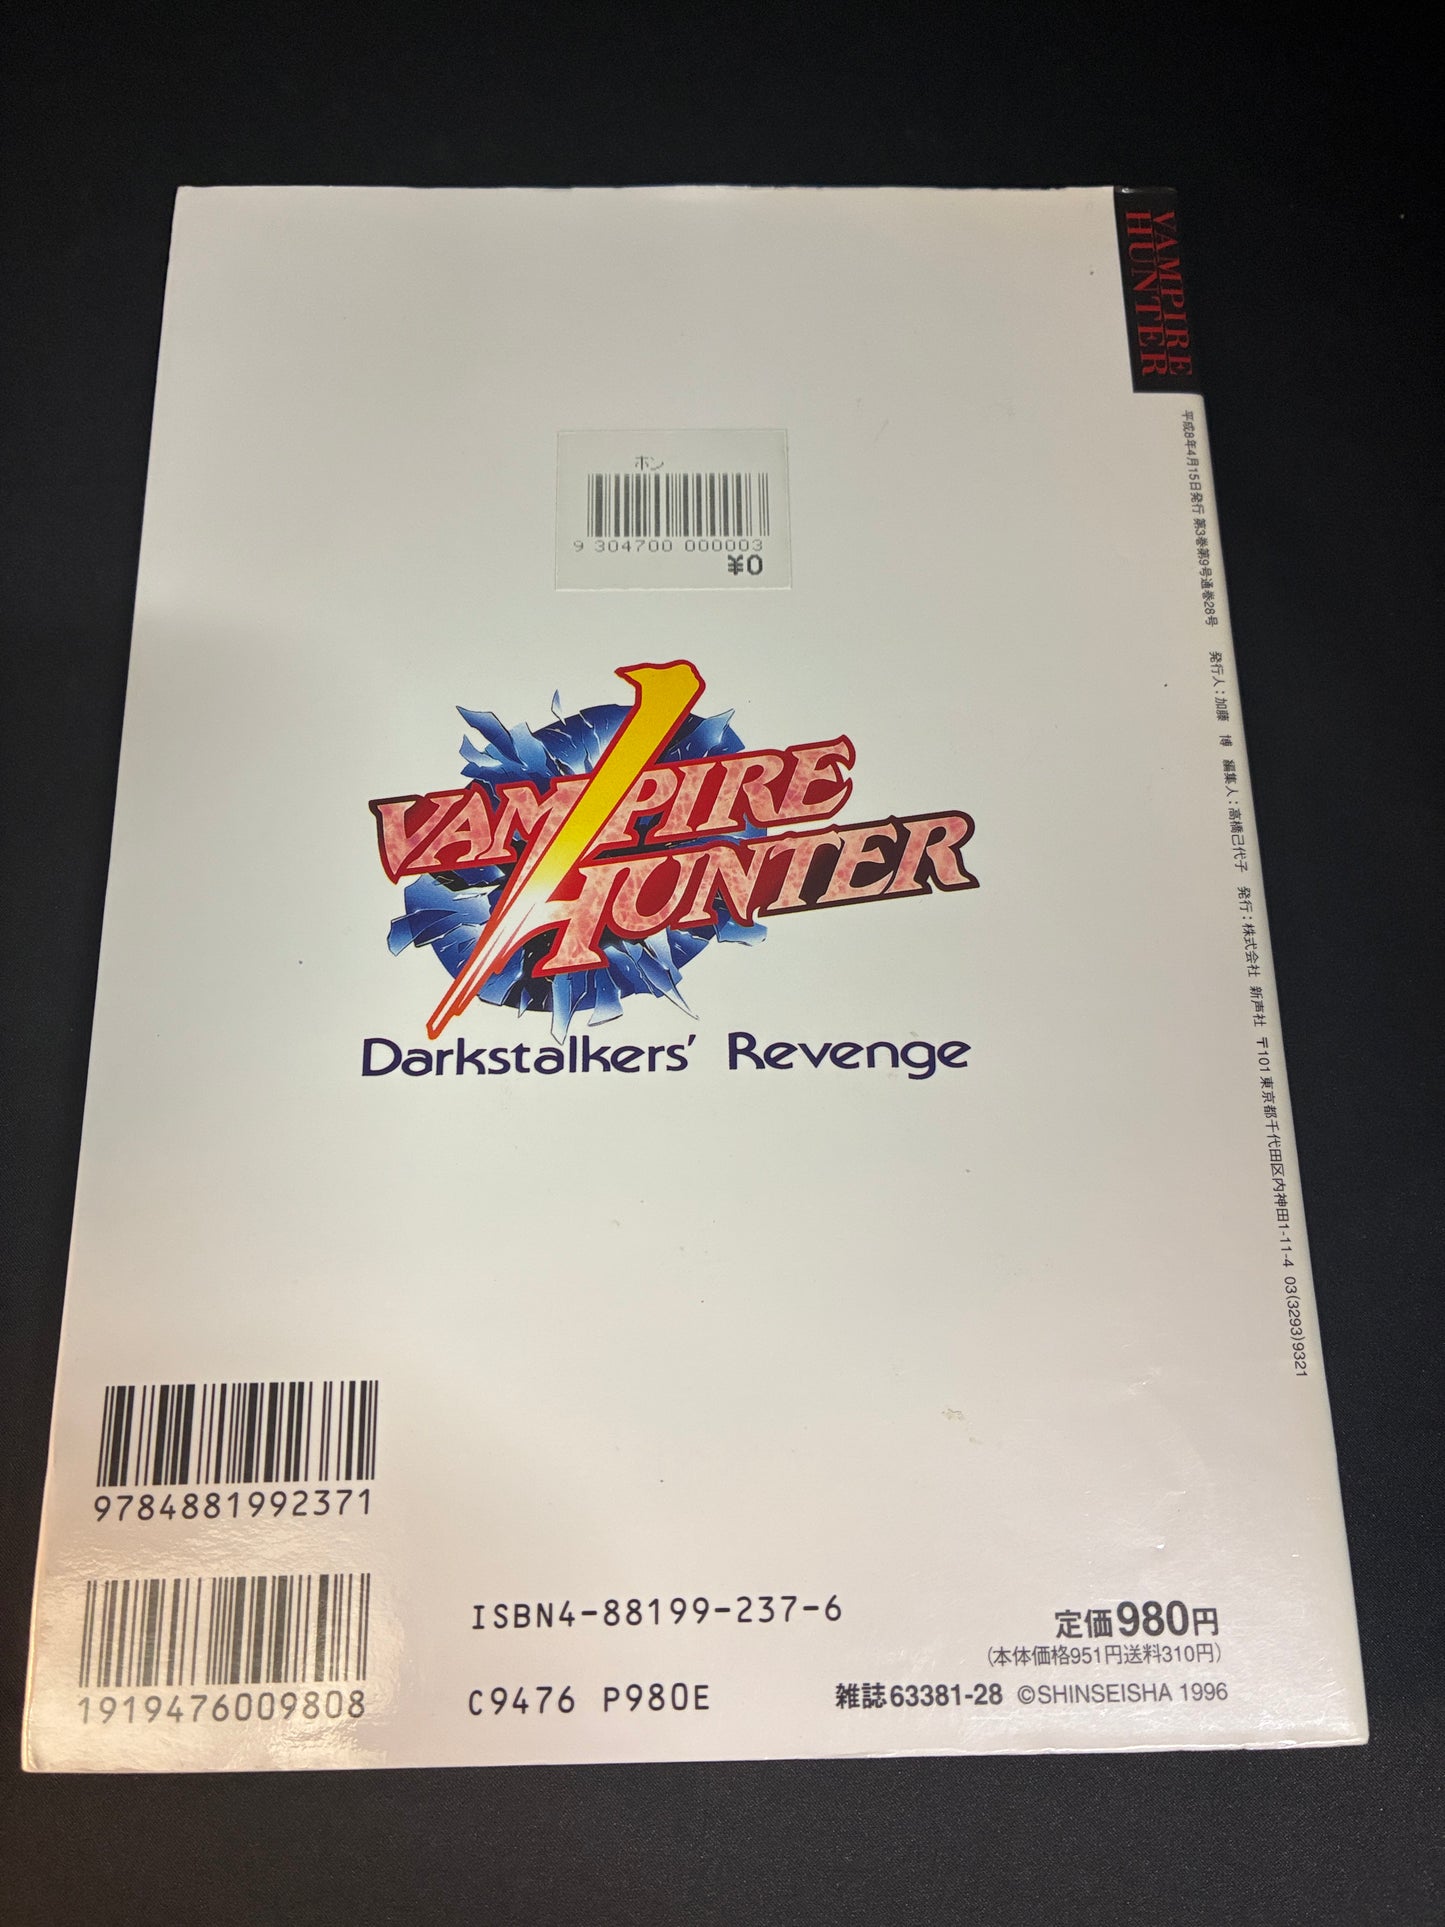 VAMPIRE
HUNTER
平成8年4月15日発行 第3巻第9号通巻28号 発行人：加藤 博 編集人：高橋己代子 発行：株式会社 新声社 〒101 東京都千代田区内神田1-11-4 03(3293)9321
ホン
9 304700 000003
¥0
VAMPIRE
HUNTER
Darkstalkers' Revenge
9784881992371
1919476009808
ISBN4-88199-237-6
C9476 P980E
定価980円
（本体価格951円送料310円）
雑誌63381-28 ©SHINSEISHA 1996